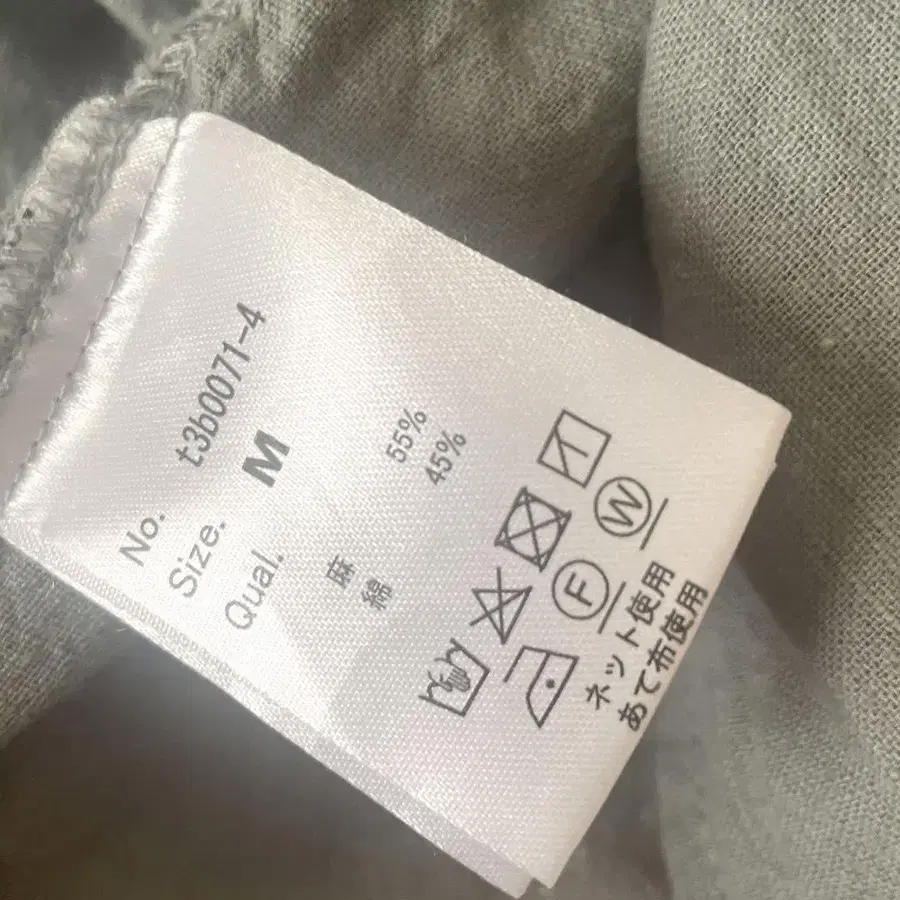 No. t3b0071-4
Size. M
Qual.
麻 55%
綿 45%
F W
ネット使用
あて布使用